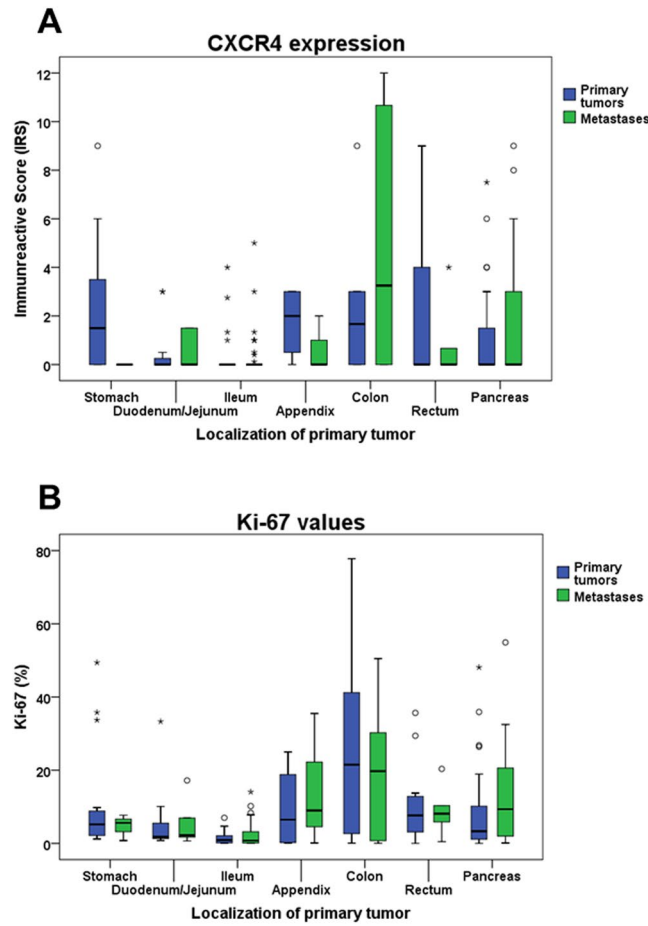 A
CXCR4 expression
Immunreactive Score (IRS)
12
10
8
6
4
2
0
Primary
tumors
Metastases
Stomach
Duodenum/Jejunum
Ileum
Appendix
Colon
Rectum
Pancreas
Localization of primary tumor
B
Ki-67 values
Ki-67 (%)
80
60
40
20
0
Primary
tumors
Metastases
Stomach
Duodenum/Jejunum
Ileum
Appendix
Colon
Rectum
Pancreas
Localization of primary tumor